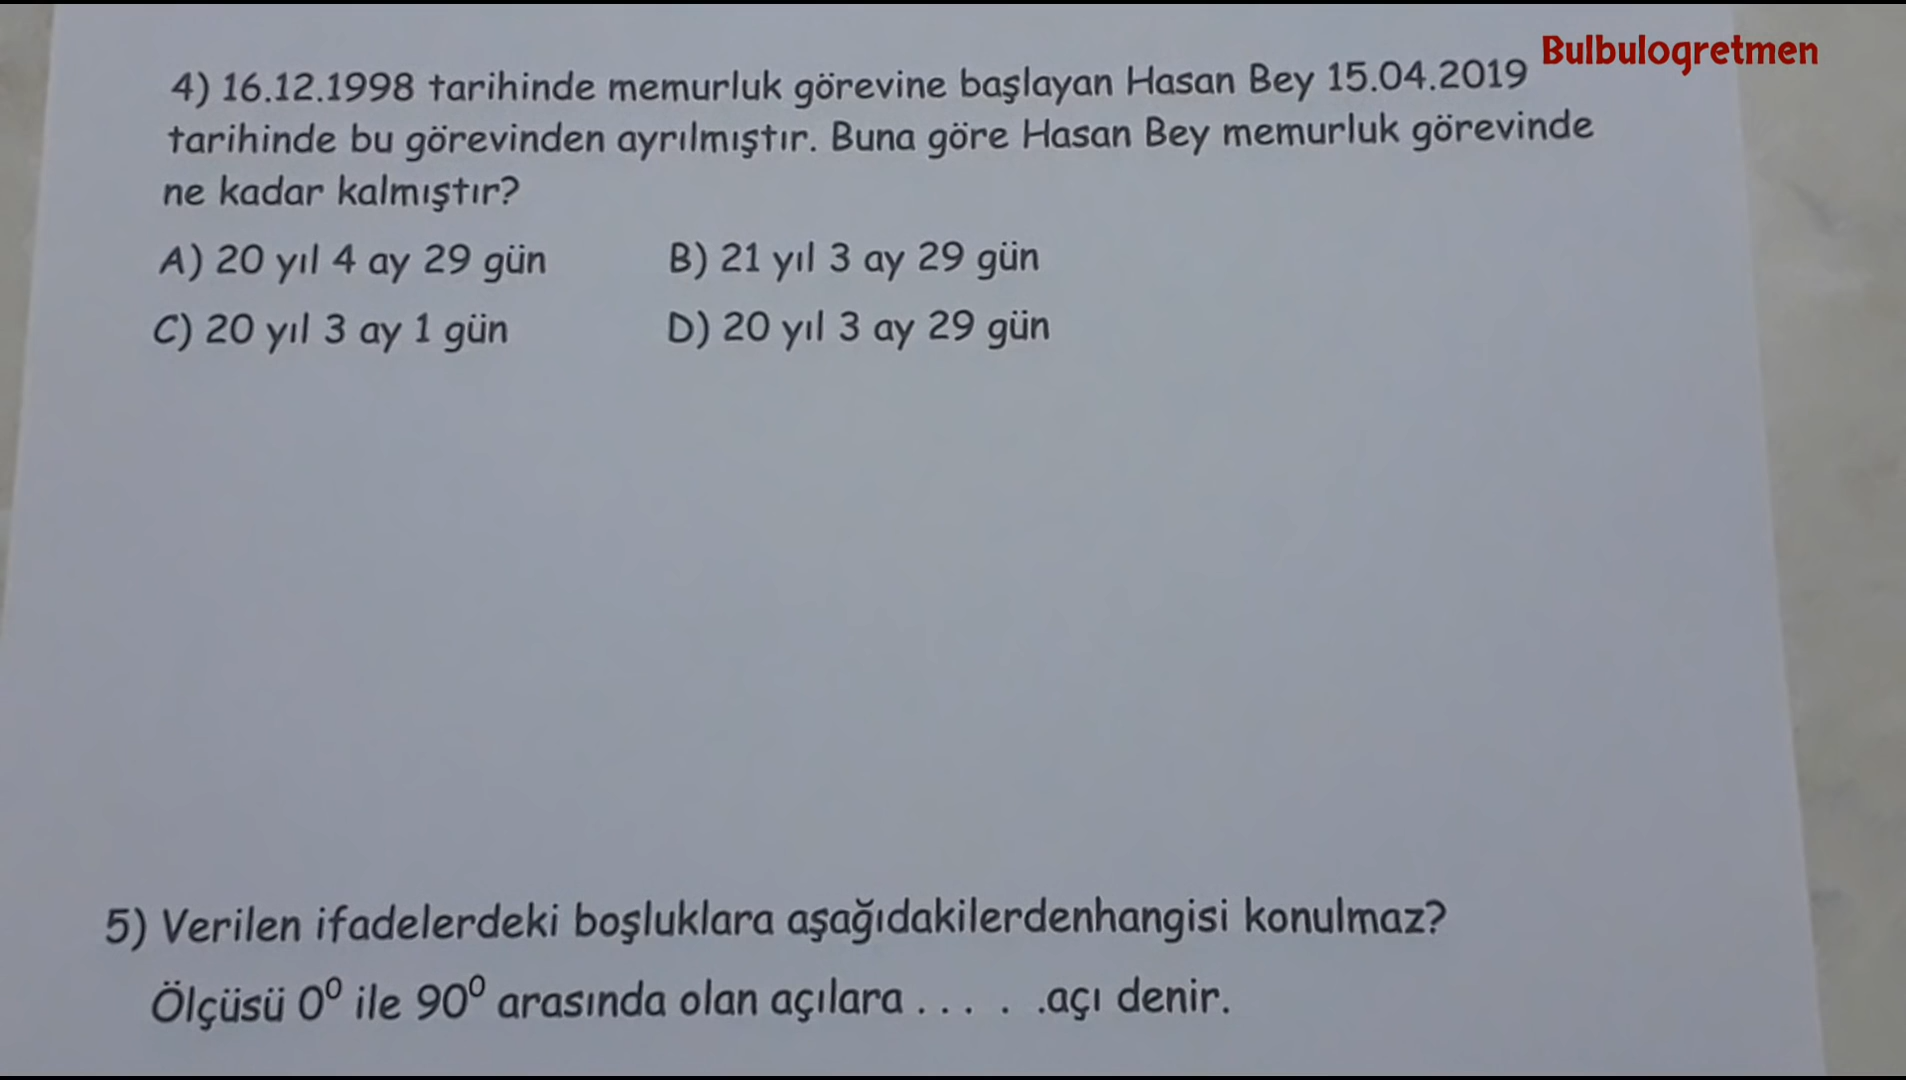 Bulbulogretmen
4) 16.12.1998 tarihinde memurluk görevine başlayan Hasan Bey 15.04.2019
tarihinde bu görevinden ayrılmıştır. Buna göre Hasan Bey memurluk görevinde
ne kadar kalmıştır?
A) 20 yıl 4 ay 29 gün B) 21 yıl 3 ay 29 gün
C) 20 yıl 3 ay 1 gün D) 20 yıl 3 ay 29 gün
5) Verilen ifadelerdeki boşluklara aşağıdakilerdenhangisi konulmaz?
Ölçüsü 0⁰ ile 90⁰ arasında olan açılara . . . . . .açı denir.